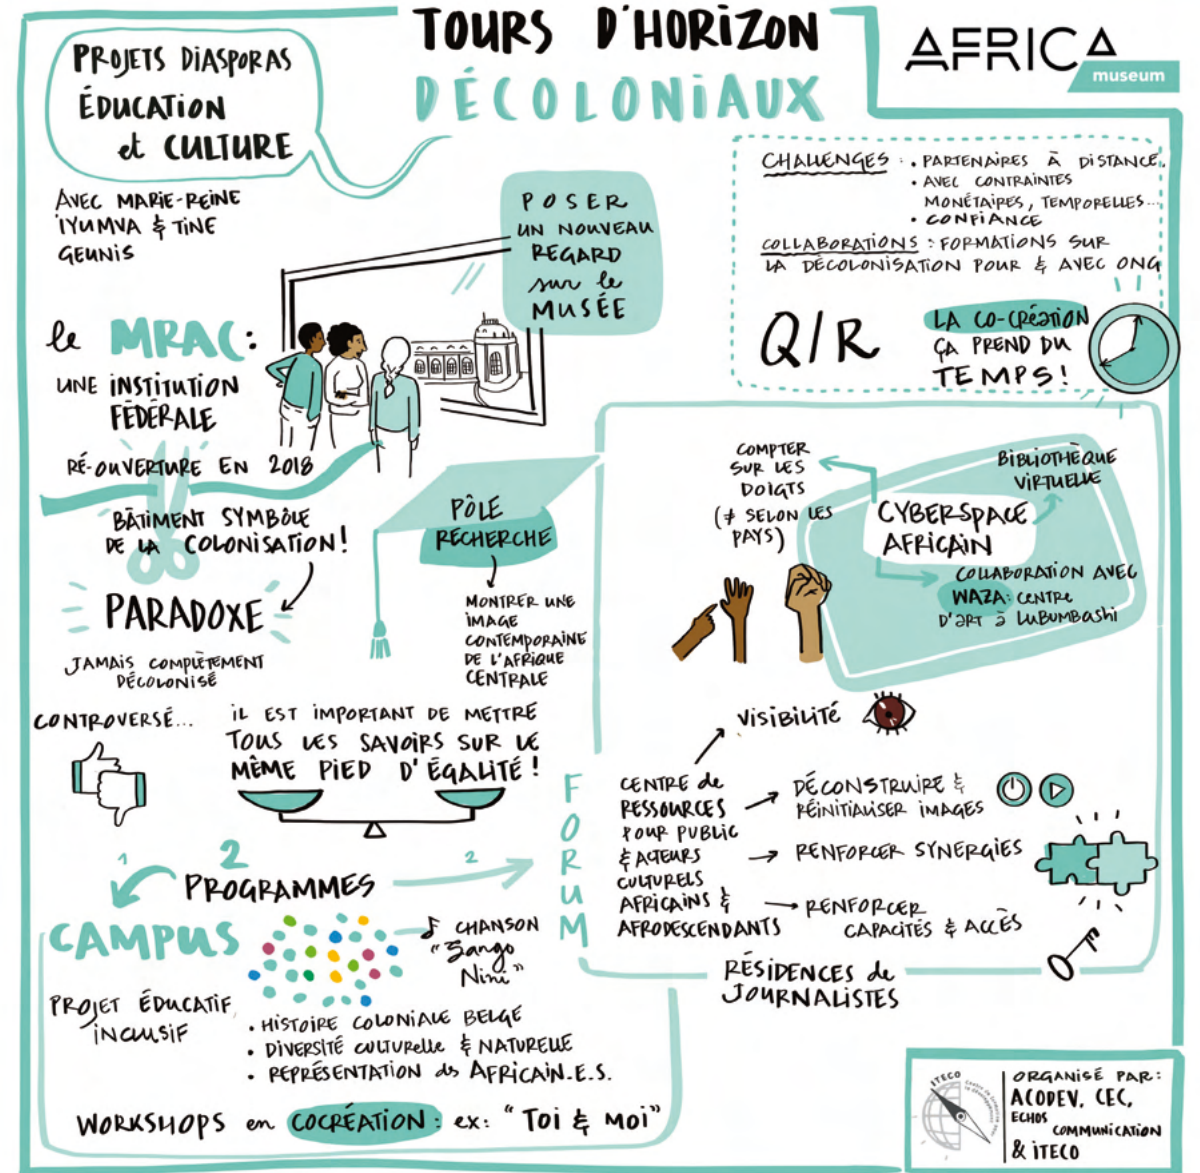 TOURS D'HORIZON
DÉCOLONIAUX
AFRICA
museum
PROJETS DIASPORAS
ÉDUCATION
et CULTURE
AVEC MARIE-REINE
IYUMVA & TINE
GEUNIS
POSER
UN NOUVEAU
REGARD
sur le
MUSÉE
le MRAC:
UNE INSTITUTION
FÉDÉRALE
RÉ-OUVERTURE EN 2018
BÂTIMENT SYMBÔLE
DE LA COLONISATION!
PARADOXE
JAMAIS COMPLÈTEMENT
DÉCOLONISÉ
CONTROVERSÉ...
PÔLE
RECHERCHE
MONTRER UNE
IMAGE
CONTEMPORAINE
DE L'AFRIQUE
CENTRALE
IL EST IMPORTANT DE METTRE
TOUS LES SAVOIRS SUR LE
MÊME PIED D'ÉGALITÉ!
2
PROGRAMMES
1
2
CAMPUS
PROJET ÉDUCATIF
INCLUSIF
CHANSON
"Zango
Nini"
• HISTOIRE COLONIALE BELGE
• DIVERSITÉ CULTURELLE & NATURELLE
• REPRÉSENTATION des AFRICAIN.E.S.
WORKSHOPS en COCRÉATION: ex: "TOI & MOI"
CHALLENGES: • PARTENAIRES À DISTANCE.
• AVEC CONTRAINTES
MONÉTAIRES, TEMPORELLES...
• CONFIANCE
COLLABORATIONS: FORMATIONS SUR
LA DÉCOLONISATION POUR & AVEC ONG
Q/R
LA CO-CRÉATION
ÇA PREND DU
TEMPS!
FORUM
COMPTER
SUR LES
DOIGTS
(≠ SELON LES
PAYS)
CYBERSPACE
AFRICAIN
BIBLIOTHÈQUE
VIRTUELLE
COLLABORATION AVEC
WAZA: CENTRE
D'ART à LUBUMBASHI
CENTRE de
RESSOURCES
POUR PUBLIC
& ACTEURS
CULTURELS
AFRICAINS &
AFRODESCENDANTS
VISIBILITÉ
DÉCONSTRUIRE &
RÉINITIALISER IMAGES
RENFORCER SYNERGIES
RENFORCER
CAPACITÉS & ACCÈS
RÉSIDENCES de
JOURNALISTES
ITECO
ORGANISÉ PAR:
ACODEV, CEC,
ECHOS
COMMUNICATION
& ITECO